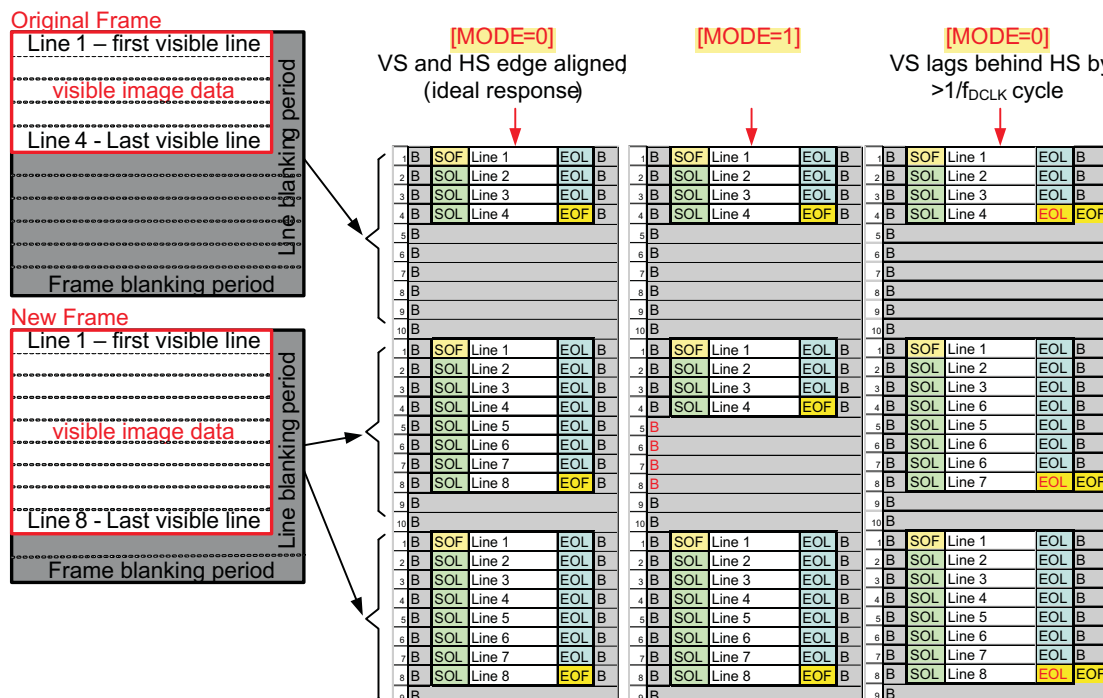 Original Frame
Line 1 – first visible line
visible image data
Line 4 - Last visible line
Line blanking period
Frame blanking period
New Frame
Line 1 – first visible line
visible image data
Line 8 - Last visible line
Line blanking period
Frame blanking period
[MODE=0]
VS and HS edge aligned
(ideal response)
1 B SOF Line 1 EOL B
2 B SOL Line 2 EOL B
3 B SOL Line 3 EOL B
4 B SOL Line 4 EOF B
5 B
6 B
7 B
8 B
9 B
10 B
1 B SOF Line 1 EOL B
2 B SOL Line 2 EOL B
3 B SOL Line 3 EOL B
4 B SOL Line 4 EOL B
5 B SOL Line 5 EOL B
6 B SOL Line 6 EOL B
7 B SOL Line 7 EOL B
8 B SOL Line 8 EOF B
9 B
10 B
1 B SOF Line 1 EOL B
2 B SOL Line 2 EOL B
3 B SOL Line 3 EOL B
4 B SOL Line 4 EOL B
5 B SOL Line 5 EOL B
6 B SOL Line 6 EOL B
7 B SOL Line 7 EOL B
8 B SOL Line 8 EOF B
9 B
[MODE=1]
1 B SOF Line 1 EOL B
2 B SOL Line 2 EOL B
3 B SOL Line 3 EOL B
4 B SOL Line 4 EOF B
5 B
6 B
7 B
8 B
9 B
10 B
1 B SOF Line 1 EOL B
2 B SOL Line 2 EOL B
3 B SOL Line 3 EOL B
4 B SOL Line 4 EOF B
5 B
6 B
7 B
8 B
9 B
10 B
1 B SOF Line 1 EOL B
2 B SOL Line 2 EOL B
3 B SOL Line 3 EOL B
4 B SOL Line 4 EOL B
5 B SOL Line 5 EOL B
6 B SOL Line 6 EOL B
7 B SOL Line 7 EOL B
8 B SOL Line 8 EOF B
9 B
[MODE=0]
VS lags behind HS by
>1/fDCLK cycle
1 B SOF Line 1 EOL B
2 B SOL Line 2 EOL B
3 B SOL Line 3 EOL B
4 B SOL Line 4 EOL EOF
5 B
6 B
7 B
8 B
9 B
10 B
1 B SOF Line 1 EOL B
2 B SOL Line 2 EOL B
3 B SOL Line 3 EOL B
4 B SOL Line 6 EOL B
5 B SOL Line 5 EOL B
6 B SOL Line 6 EOL B
7 B SOL Line 6 EOL B
8 B SOL Line 7 EOL EOF
9 B
10 B
1 B SOF Line 1 EOL B
2 B SOL Line 2 EOL B
3 B SOL Line 3 EOL B
4 B SOL Line 4 EOL B
5 B SOL Line 5 EOL B
6 B SOL Line 6 EOL B
7 B SOL Line 7 EOL B
8 B SOL Line 8 EOL EOF
9 B